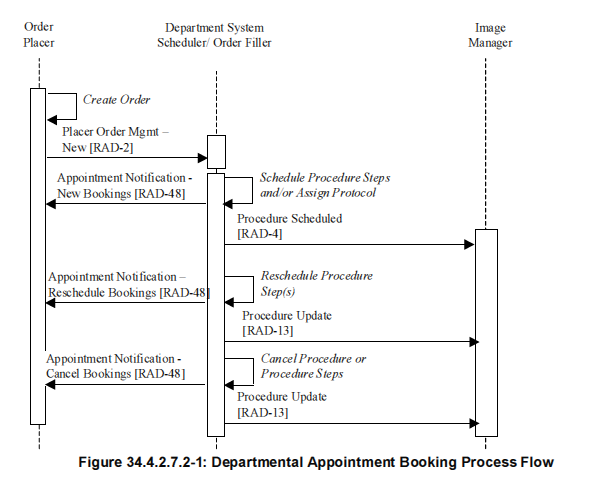 Order
Placer
Department System
Scheduler/ Order Filler
Image
Manager
Create Order
Placer Order Mgmt –
New [RAD-2]
Appointment Notification -
New Bookings [RAD-48]
Schedule Procedure Steps
and/or Assign Protocol
Procedure Scheduled
[RAD-4]
Appointment Notification –
Reschedule Bookings [RAD-48]
Reschedule Procedure
Step(s)
Procedure Update
[RAD-13]
Appointment Notification -
Cancel Bookings [RAD-48]
Cancel Procedure or
Procedure Steps
Procedure Update
[RAD-13]
Figure 34.4.2.7.2-1: Departmental Appointment Booking Process Flow